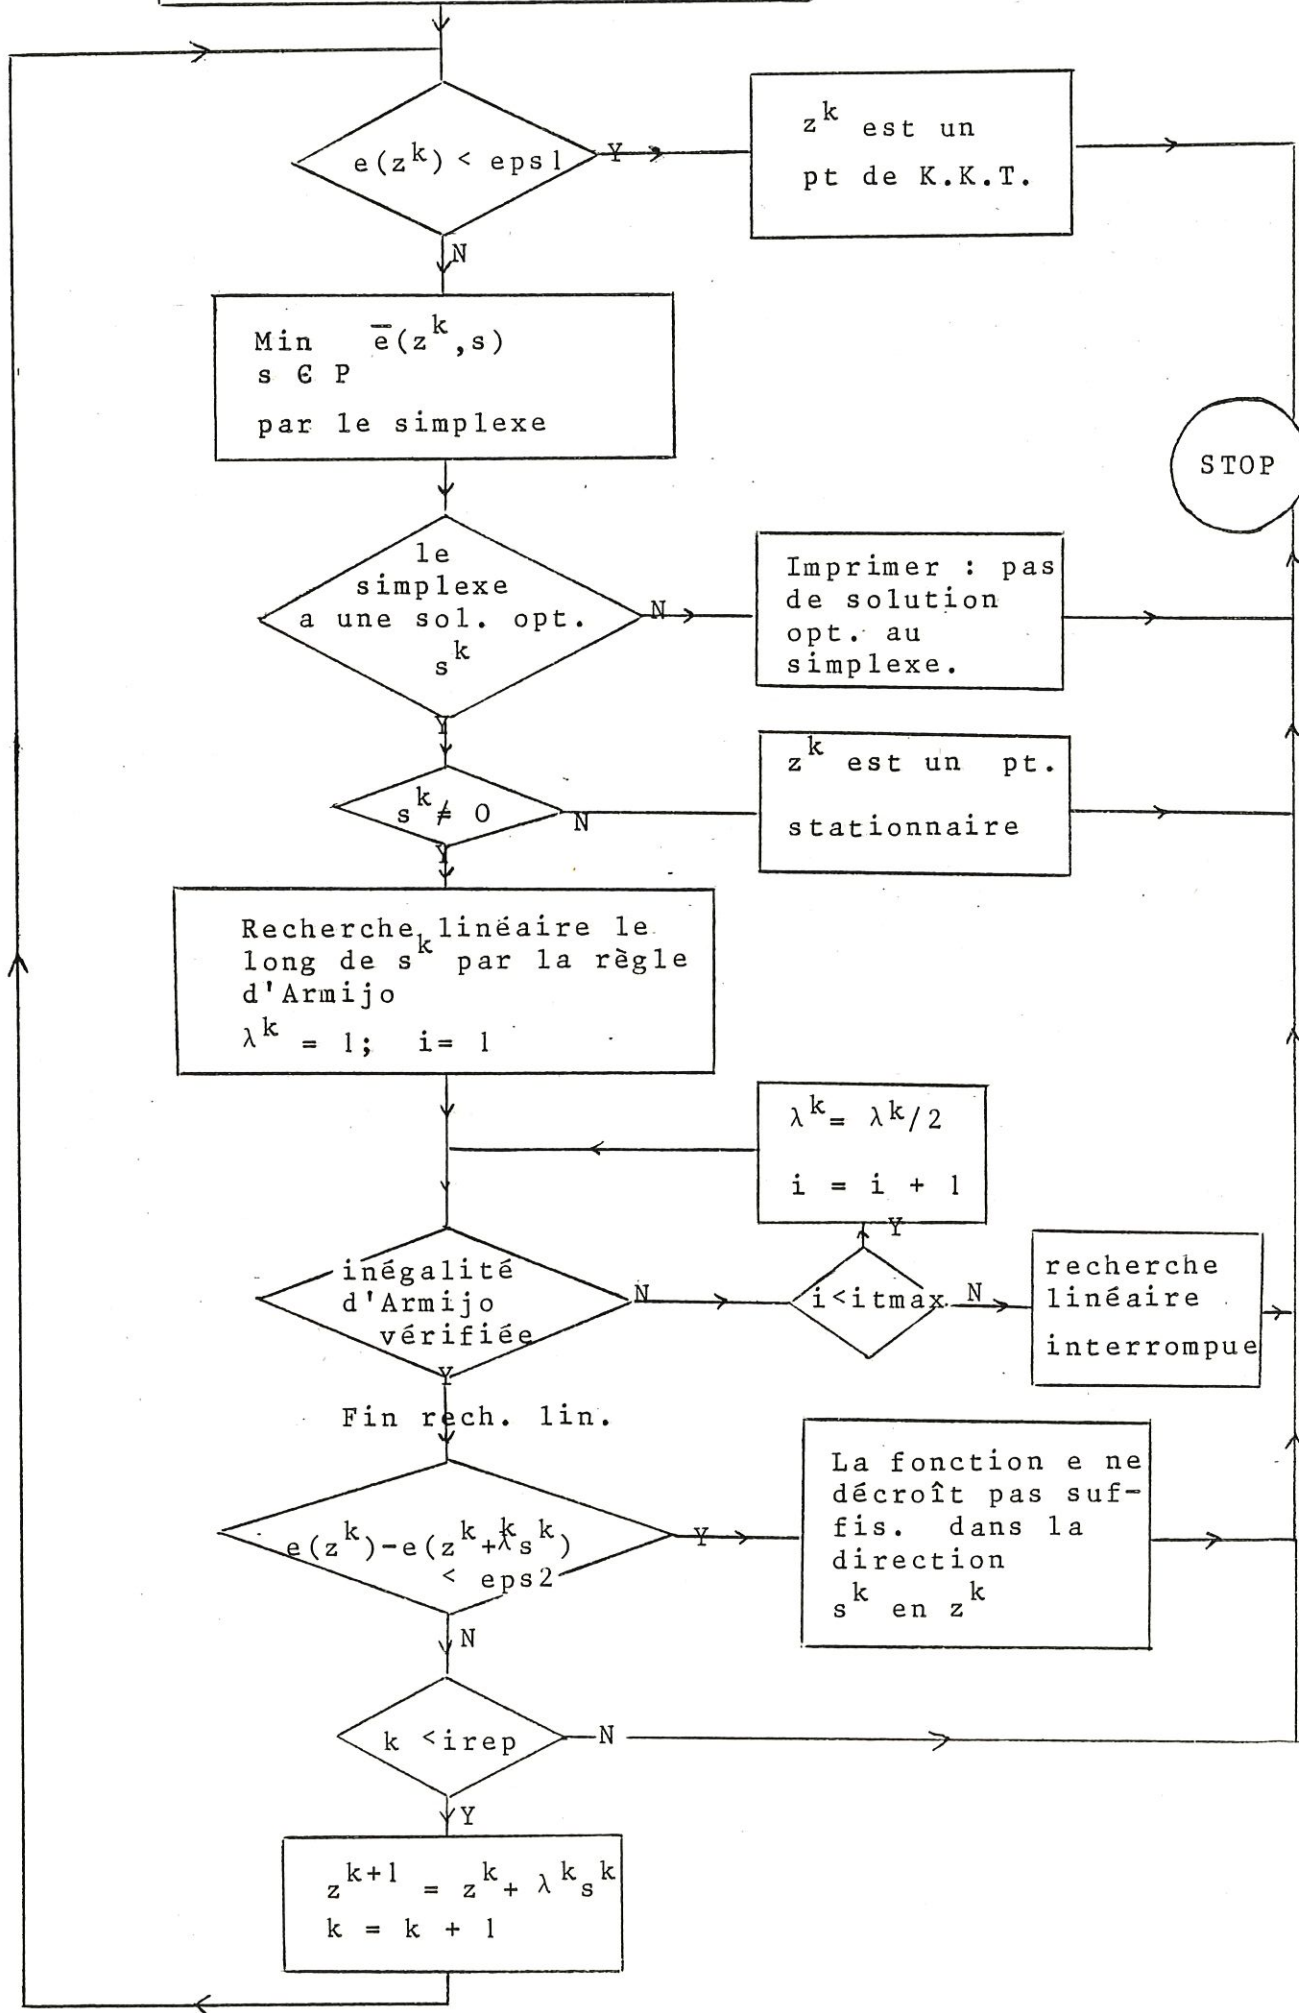 e(z^k) < eps1
Y
z^k est un
pt de K.K.T.
N
Min e̅(z^k,s)
s ∈ P
par le simplexe
STOP
le
simplexe
a une sol. opt.
s^k
N
Imprimer : pas
de solution
opt. au
simplexe.
Y
s^k ≠ 0
N
z^k est un pt.
stationnaire
Y
Recherche linéaire le
long de s^k par la règle
d'Armijo
λ^k = 1; i= 1
λ^k= λ^k/2
i = i + 1
Y
inégalité
d'Armijo
vérifiée
N
i<itmax
N
recherche
linéaire
interrompue
Y
Fin rech. lin.
e(z^k)-e(z^k+λ^k s^k)
< eps2
Y
La fonction e ne
décroît pas suf-
fis. dans la
direction
s^k en z^k
N
k <irep
N
Y
z^k+1 = z^k+ λ^k s^k
k = k + 1